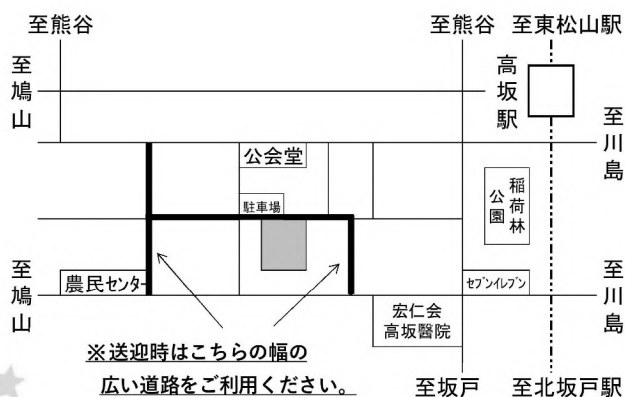 至熊谷
至熊谷
至東松山駅
至鳩山
高坂駅
至川島
公会堂
駐車場
稲荷林
公園
至鳩山
農民センター
セブンイレブン
至川島
宏仁会
高坂醫院
※送迎時はこちらの幅の
広い道路をご利用ください。
至坂戸
至北坂戸駅